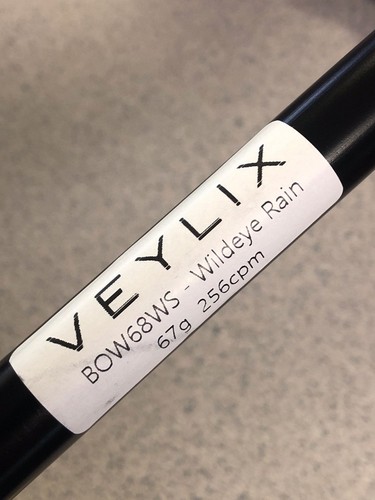 VEYLIX
BOW68WS - Wildeye Rain
67g 256cpm